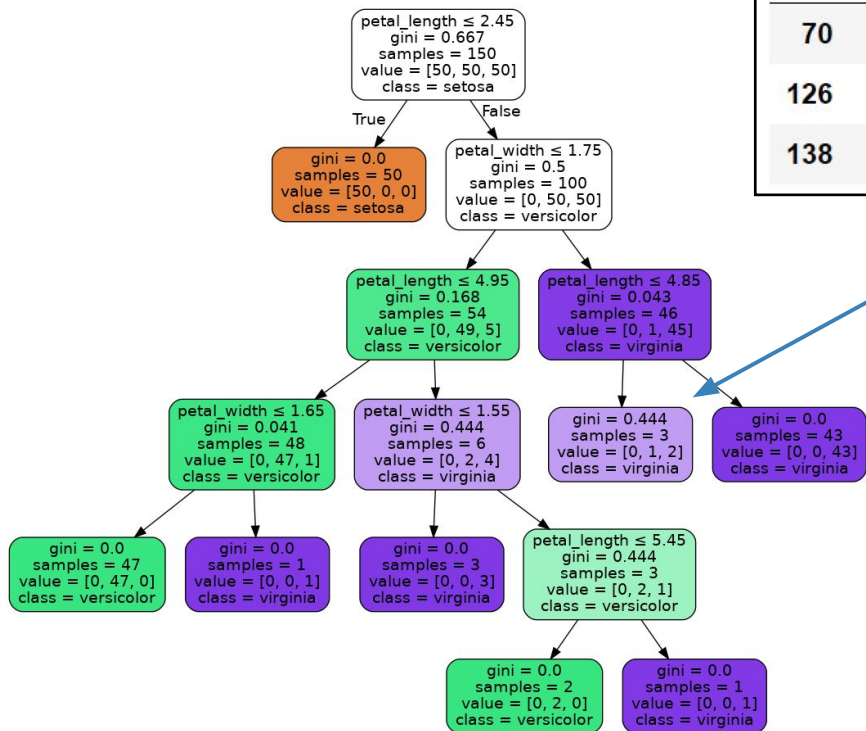 petal_length ≤ 2.45
gini = 0.667
samples = 150
value = [50, 50, 50]
class = setosa
70
126
138
True
False
gini = 0.0
samples = 50
value = [50, 0, 0]
class = setosa
petal_width ≤ 1.75
gini = 0.5
samples = 100
value = [0, 50, 50]
class = versicolor
petal_length ≤ 4.95
gini = 0.168
samples = 54
value = [0, 49, 5]
class = versicolor
petal_length ≤ 4.85
gini = 0.043
samples = 46
value = [0, 1, 45]
class = virginia
petal_width ≤ 1.65
gini = 0.041
samples = 48
value = [0, 47, 1]
class = versicolor
petal_width ≤ 1.55
gini = 0.444
samples = 6
value = [0, 2, 4]
class = virginia
gini = 0.444
samples = 3
value = [0, 1, 2]
class = virginia
gini = 0.0
samples = 43
value = [0, 0, 43]
class = virginia
gini = 0.0
samples = 47
value = [0, 47, 0]
class = versicolor
gini = 0.0
samples = 1
value = [0, 0, 1]
class = virginia
gini = 0.0
samples = 3
value = [0, 0, 3]
class = virginia
petal_length ≤ 5.45
gini = 0.444
samples = 3
value = [0, 2, 1]
class = versicolor
gini = 0.0
samples = 2
value = [0, 2, 0]
class = versicolor
gini = 0.0
samples = 1
value = [0, 0, 1]
class = virginia